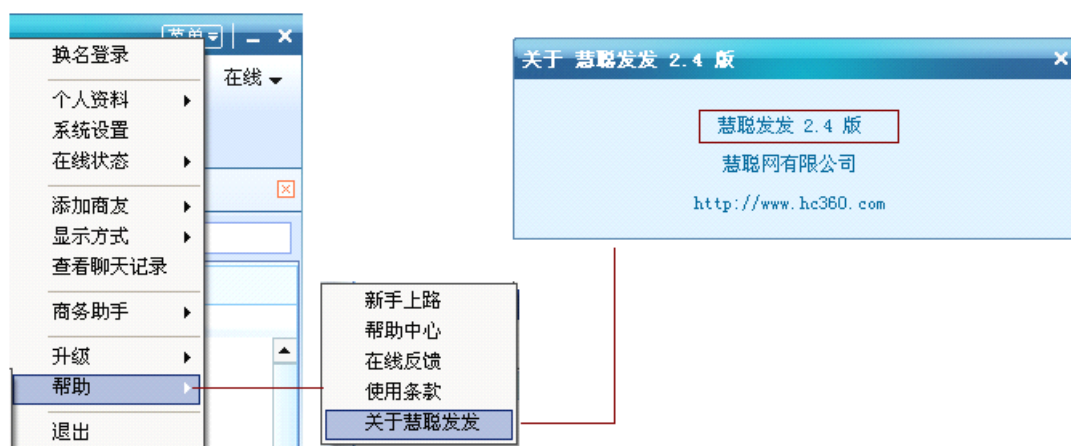 菜单
换名登录
在线
个人资料
系统设置
在线状态
添加商友
显示方式
查看聊天记录
商务助手
升级
帮助
退出
新手上路
帮助中心
在线反馈
使用条款
关于慧聪发发
关于 慧聪发发 2.4 版
慧聪发发 2.4 版
慧聪网有限公司
http://www.hc360.com